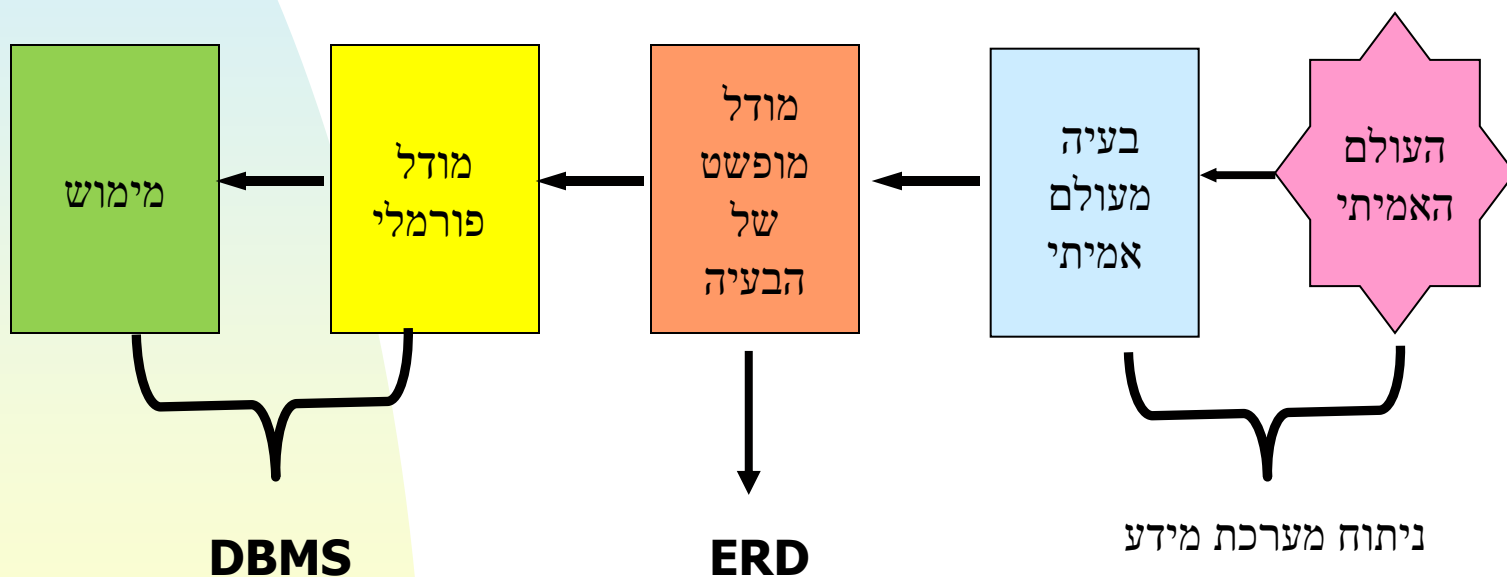 העולם
האמיתי
בעיה
מעולם
אמיתי
מודל
מופשט
של
הבעיה
מודל
פורמלי
מימוש
ניתוח מערכת מידע
ERD
DBMS